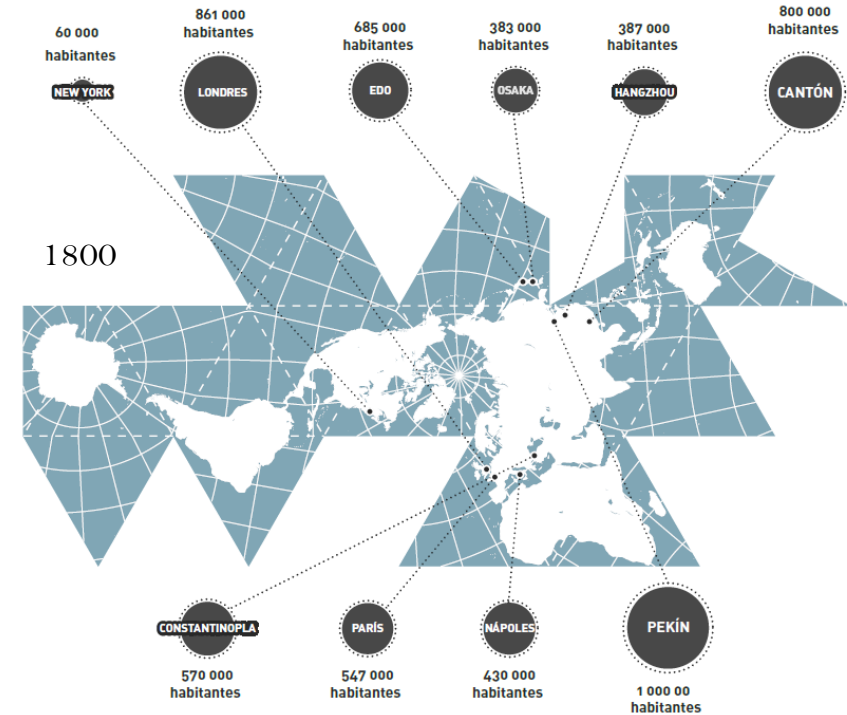 60 000
habitantes
861 000
habitantes
685 000
habitantes
383 000
habitantes
387 000
habitantes
800 000
habitantes
NEW YORK
LONDRES
EDO
OSAKA
HANGZHOU
CANTÓN
1800
CONSTANTINOPLA
PARÍS
NÁPOLES
PEKÍN
570 000
habitantes
547 000
habitantes
430 000
habitantes
1 000 00
habitantes